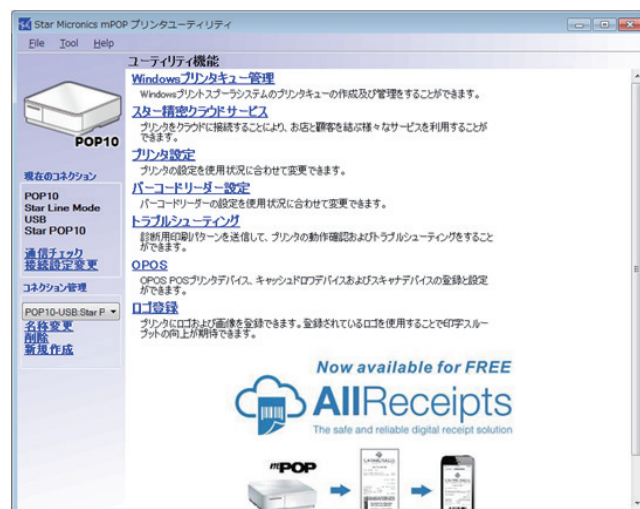 Star Micronics mPOP プリンタユーティリティ
File Tool Help
ユーティリティ機能
Windowsプリンタキュー管理
Windowsプリントスプーラシステムのプリンタキューの作成及び管理をすることができます。
スター精密クラウドサービス
プリンタをクラウドに接続することにより、お店と顧客を結ぶ様々なサービスを利用することが
できます。
プリンタ設定
プリンタの設定を使用状況に合わせて変更できます。
バーコードリーダー設定
バーコードリーダーの設定を使用状況に合わせて変更できます。
トラブルシューティング
診断用印刷パターンを送信して、プリンタの動作確認およびトラブルシューティングをすること
ができます。
OPOS
OPOS POSプリンタデバイス、キャッシュドロワデバイスおよびスキャナデバイスの登録と設定
ができます。
ロゴ登録
プリンタにロゴおよび画像を登録できます。登録されているロゴを使用することで印字スルー
プットの向上が期待できます。
POP10
現在のコネクション
POP10
Star Line Mode
USB
Star POP10
通信チェック
接続設定変更
コネクション管理
POP10-USB:Star P
名称変更
削除
新規作成
Now available for FREE
AllReceipts
The safe and reliable digital receipt solution
mPOP